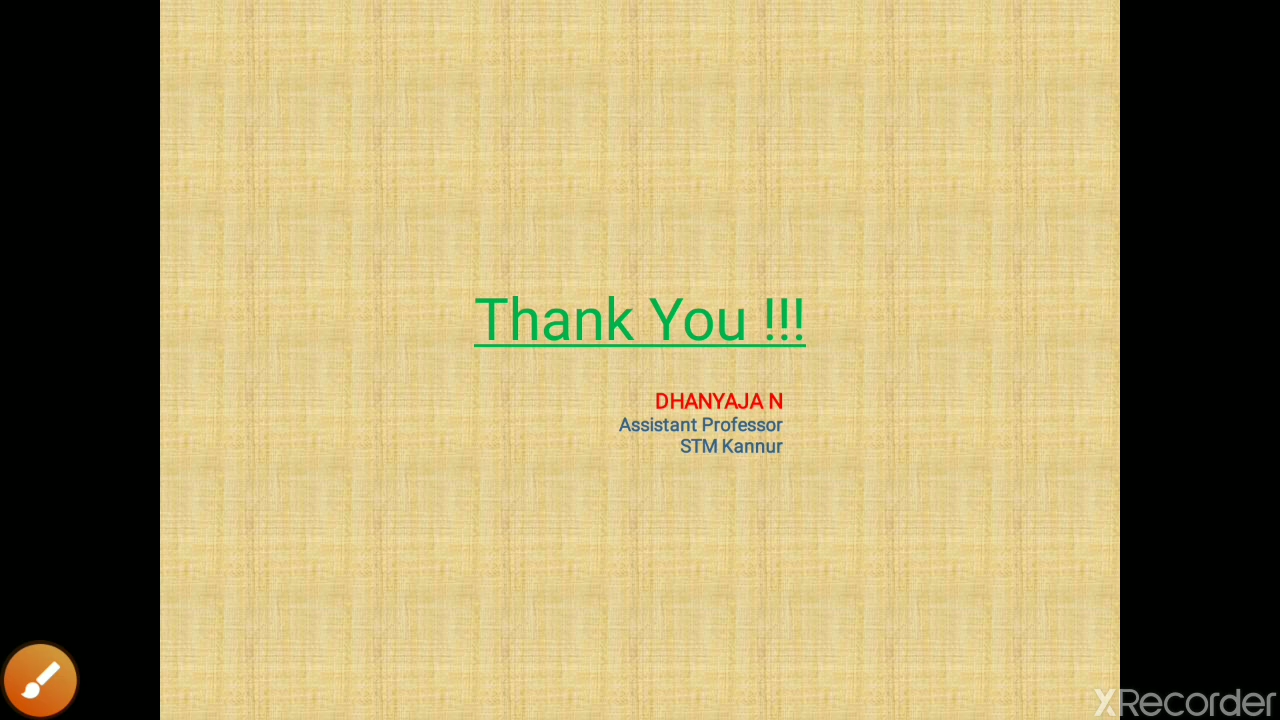 Thank You !!!
DHANYAJA N
Assistant Professor
STM Kannur
XRecorder